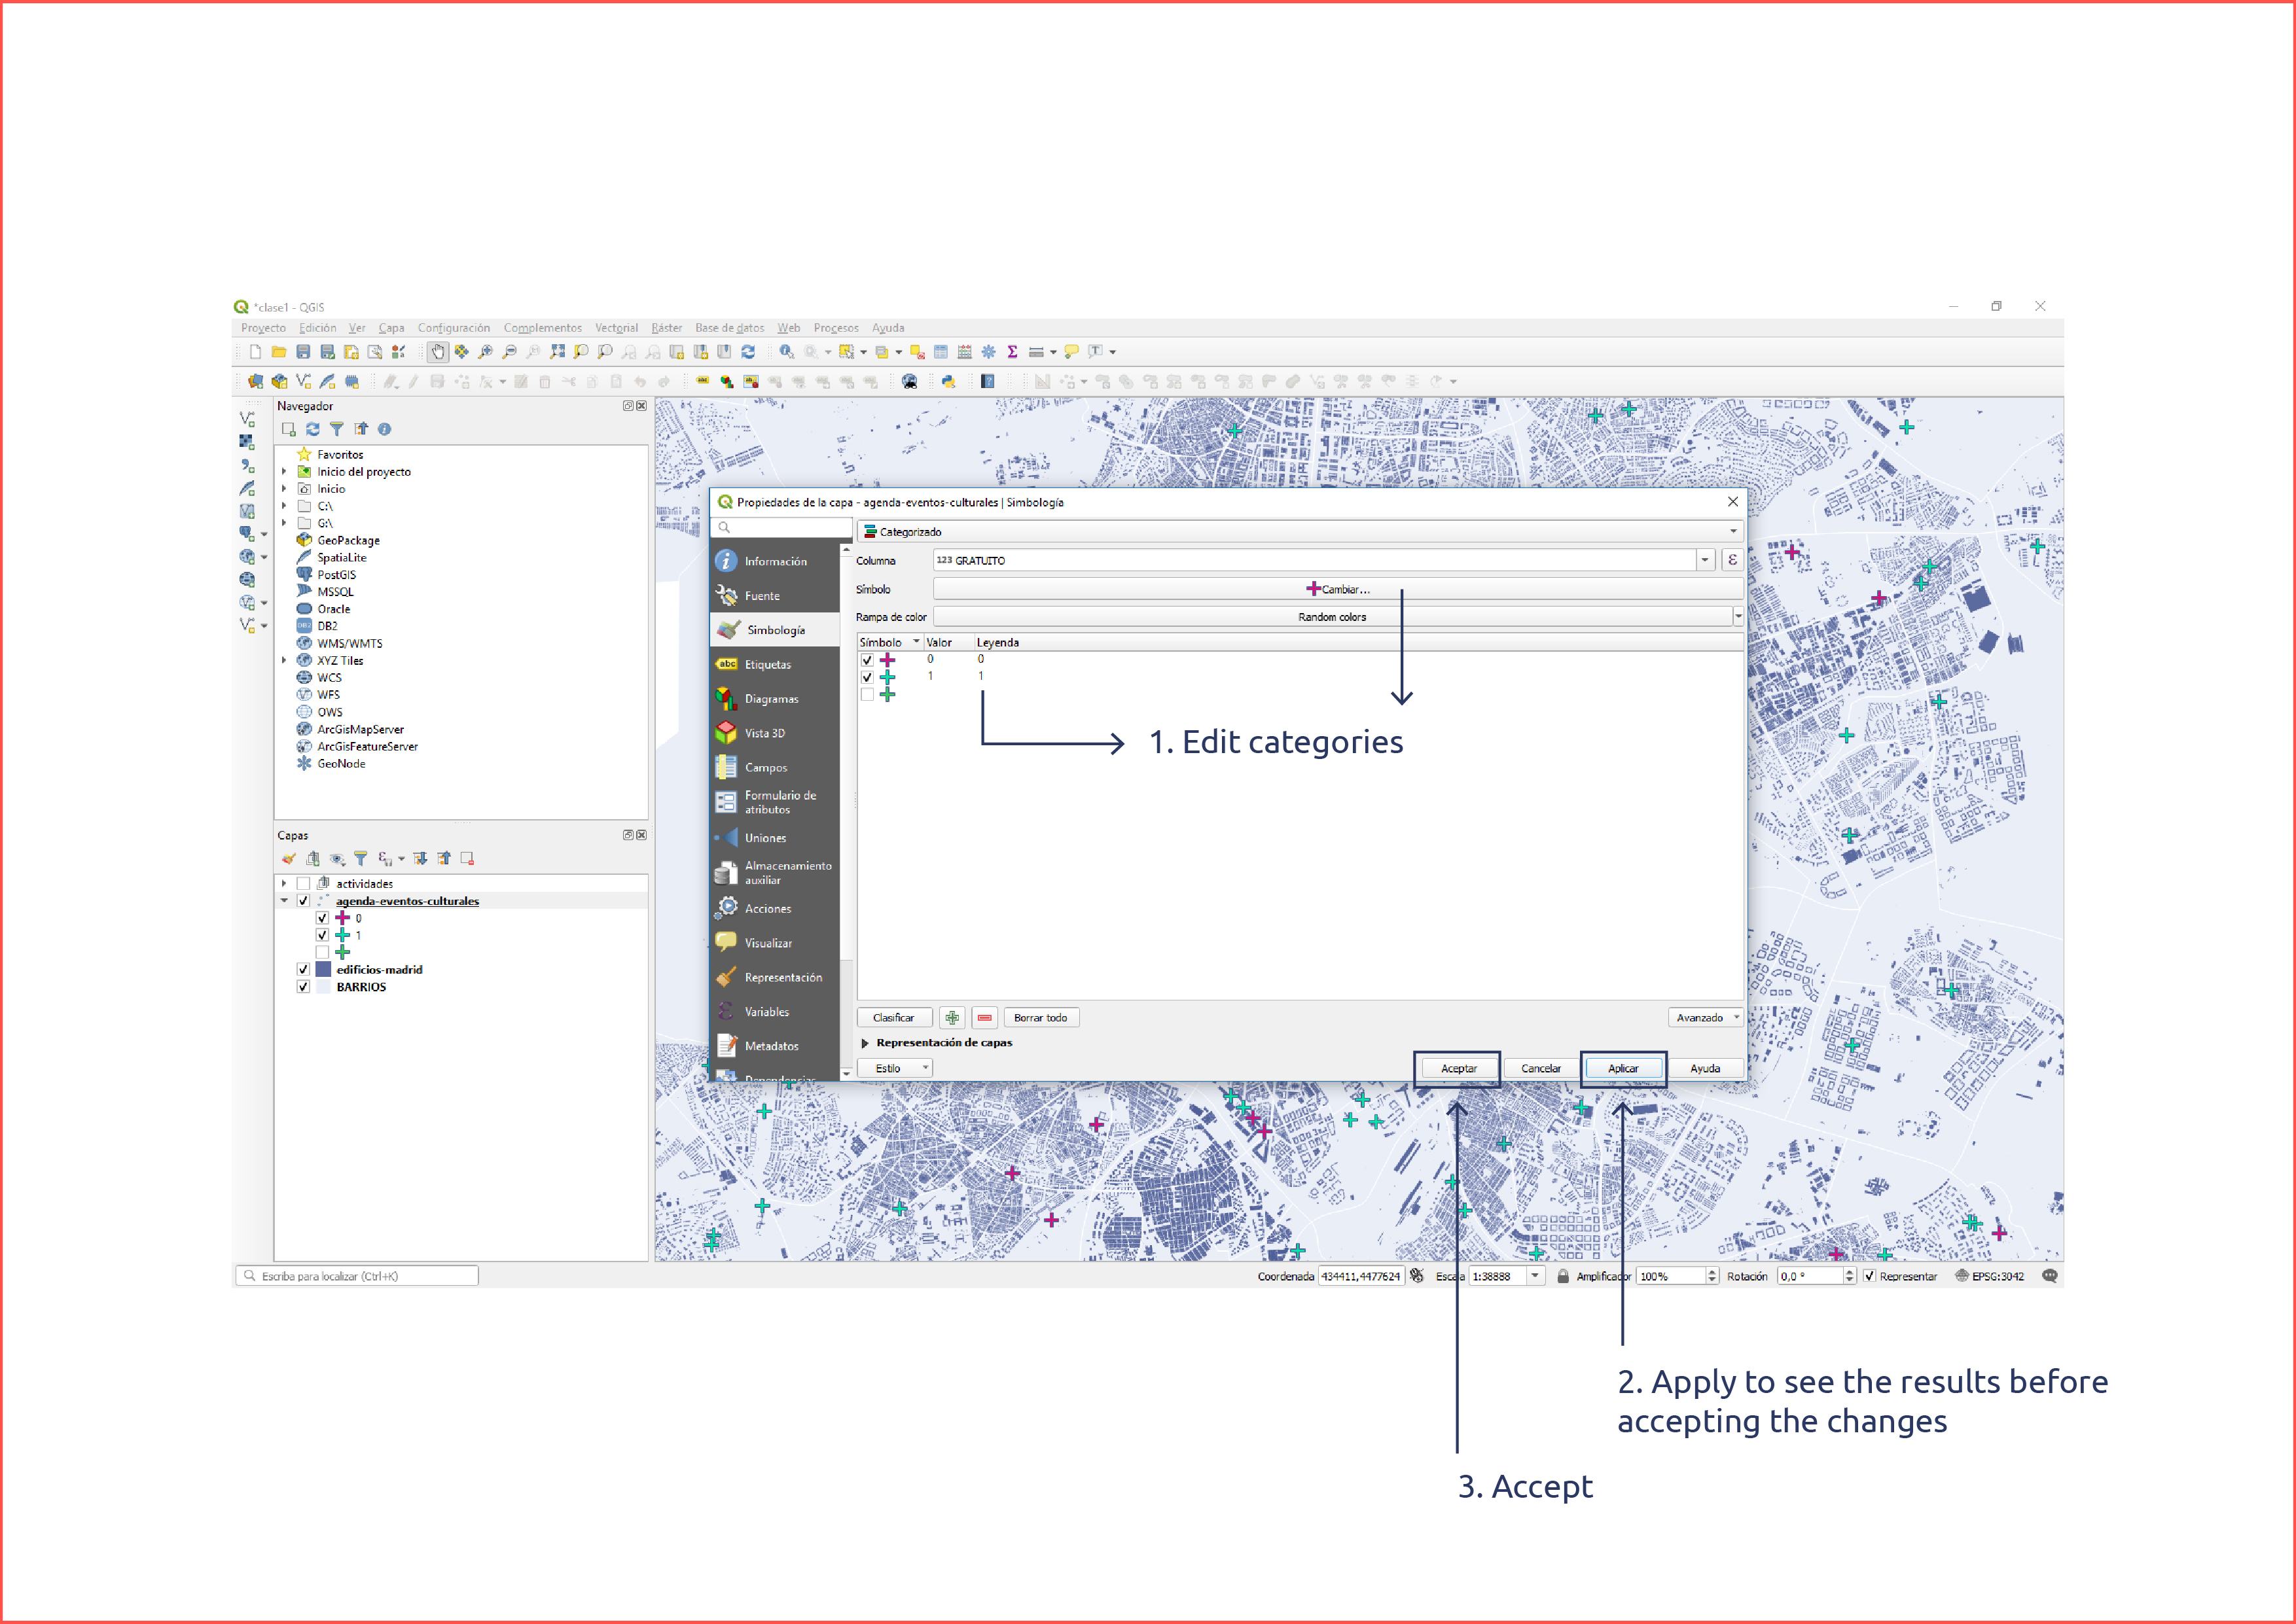 *clase1 - QGIS
Proyecto Edición Ver Capa Configuración Complementos Vectorial Ráster Base de datos Web Procesos Ayuda
Navegador
Favoritos
Inicio del proyecto
Inicio
C:\
G:\
GeoPackage
SpatiaLite
PostGIS
MSSQL
Oracle
DB2
WMS/WMTS
XYZ Tiles
WCS
WFS
OWS
ArcGisMapServer
ArcGisFeatureServer
GeoNode
Capas
actividades
agenda-eventos-culturales
0
1
edificios-madrid
BARRIOS
Propiedades de la capa - agenda-eventos-culturales | Simbología
Información
Fuente
Simbología
abc Etiquetas
Diagramas
Vista 3D
Campos
Formulario de
atributos
Uniones
Almacenamiento
auxiliar
Acciones
Visualizar
Representación
Variables
Metadatos
Dependencias
Categorizado
Columna 123 GRATUITO ε
Símbolo Cambiar...
Rampa de color Random colors
Símbolo Valor Leyenda
0 0
1 1
1. Edit categories
Clasificar Borrar todo Avanzado
Representación de capas
Estilo Aceptar Cancelar Aplicar Ayuda
Escriba para localizar (Ctrl+K) Coordenada 434411,4477624 Escala 1:38888 Amplificador 100% Rotación 0,0 ° Representar EPSG:3042
2. Apply to see the results before
accepting the changes
3. Accept